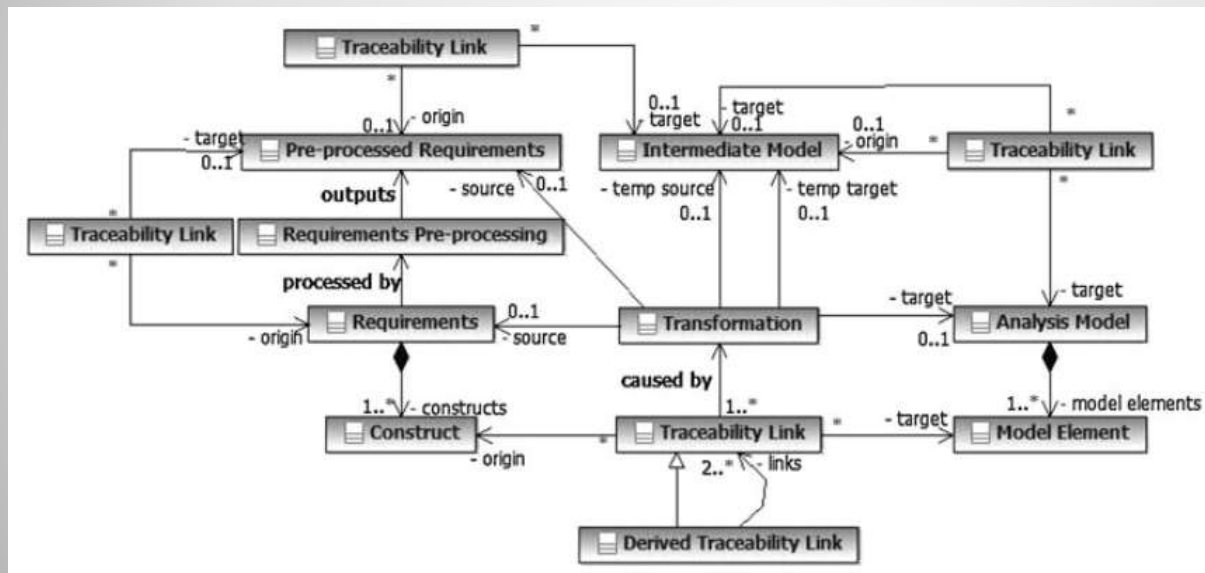 Traceability Link
*
*
0..1
- target
- origin
0..1
- target
0..1
- target
0..1
0..1
- origin
*
*
Pre-processed Requirements
Intermediate Model
Traceability Link
*
outputs
- source
0..1
- temp source
0..1
- temp target
0..1
*
Traceability Link
*
Requirements Pre-processing
processed by
- target
0..1
- target
Requirements
0..1
- source
Transformation
Analysis Model
- origin
caused by
1..*
- constructs
1..*
1..*
- model elements
Construct
*
- origin
Traceability Link
*
- target
Model Element
2..*
- links
Derived Traceability Link